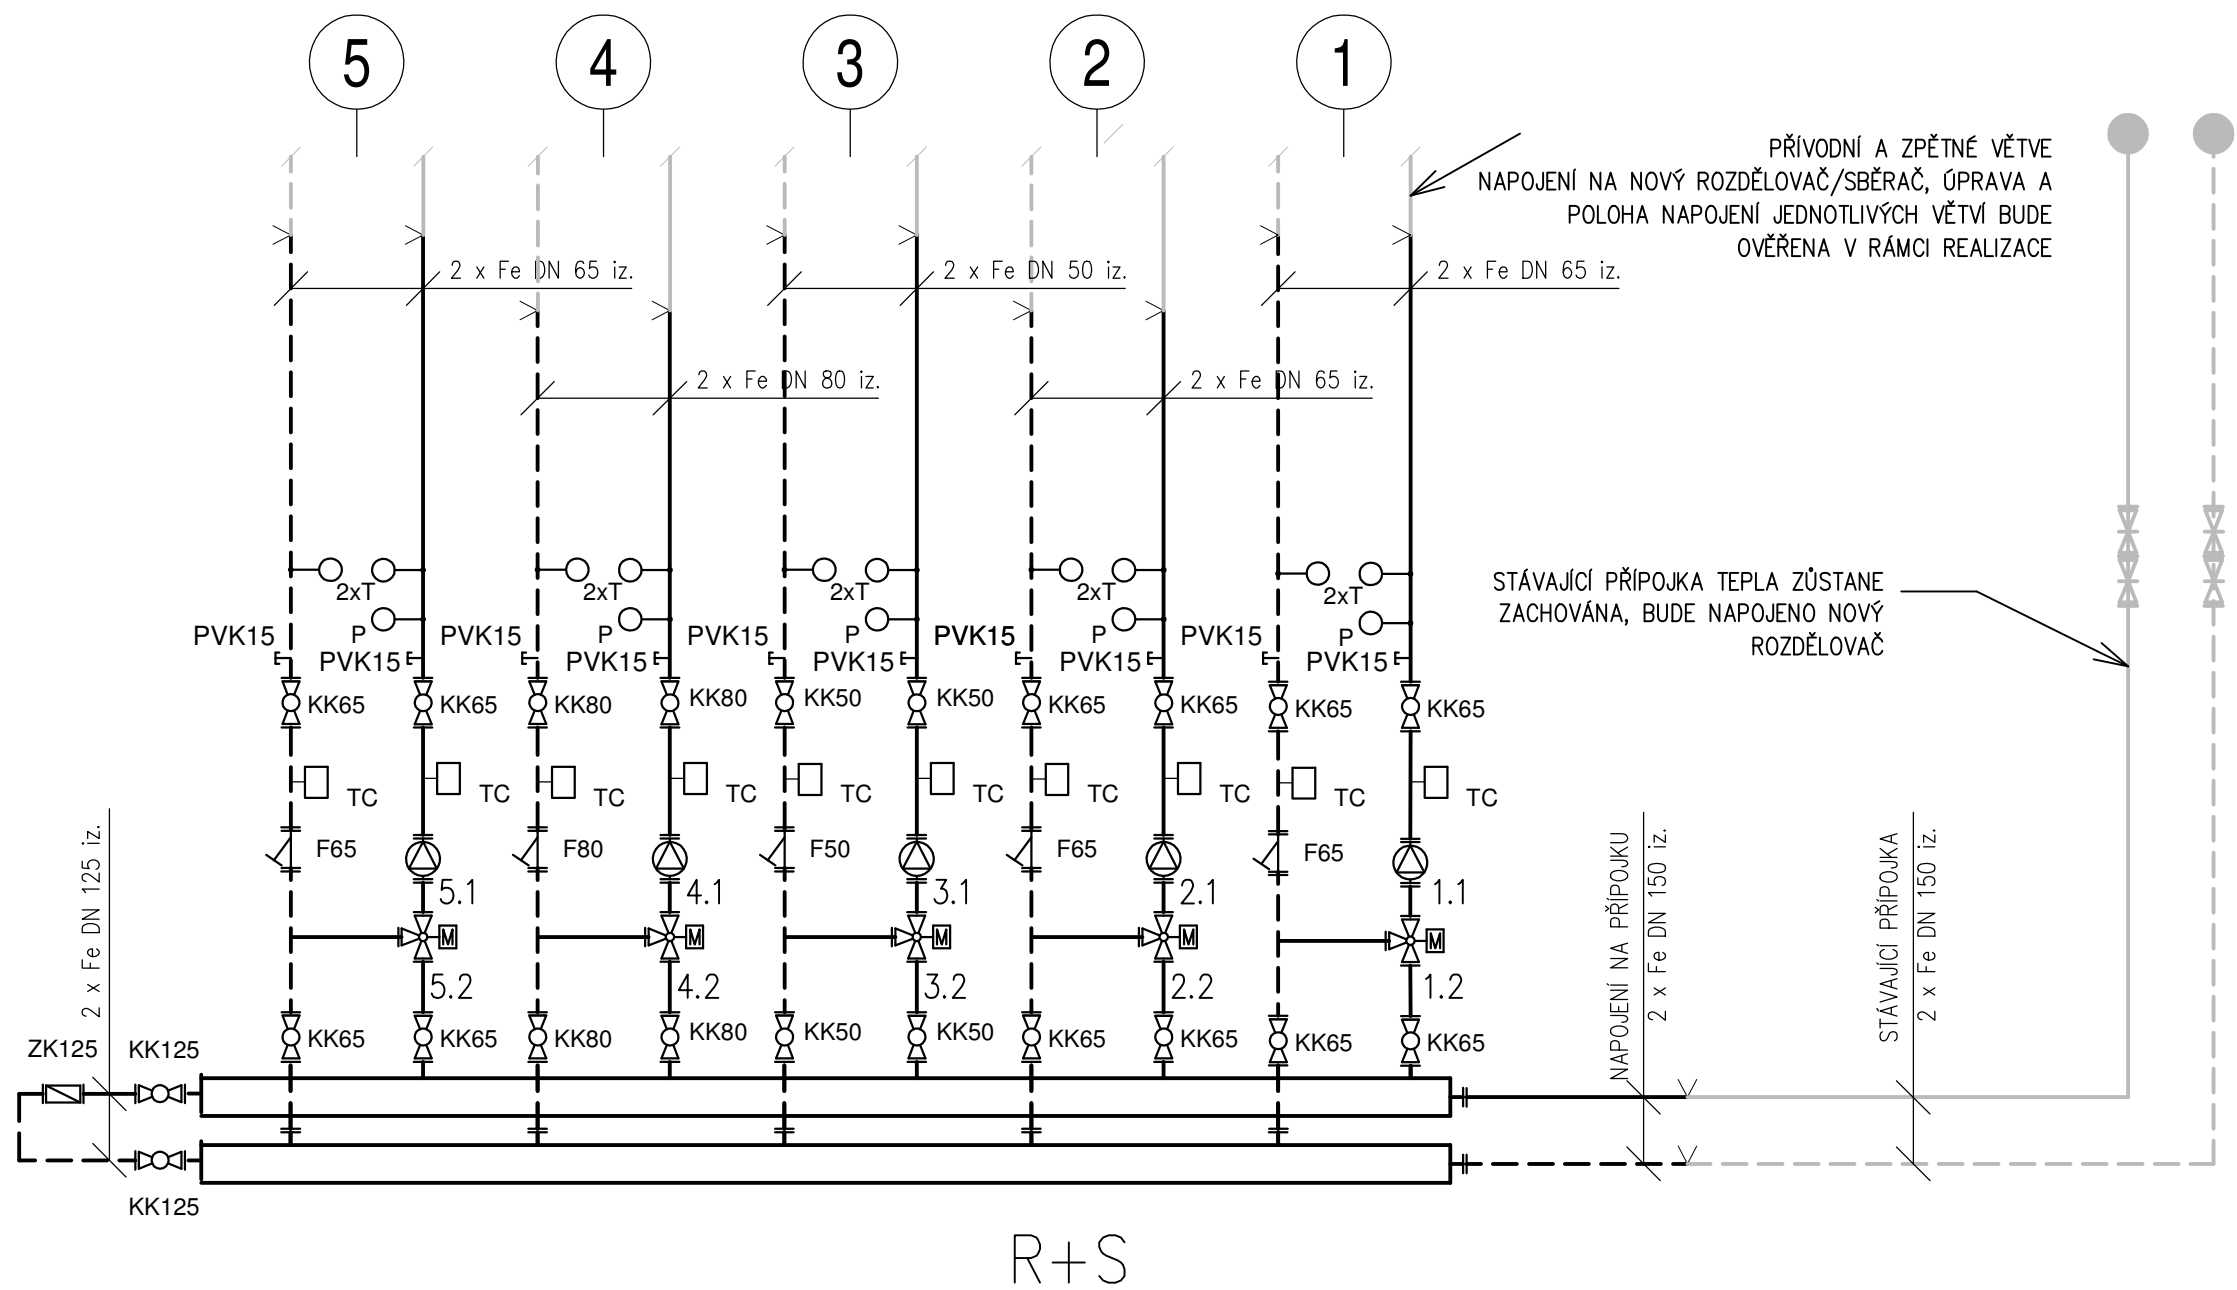 5
4
3
2
1
PŘÍVODNÍ A ZPĚTNÉ VĚTVE
NAPOJENÍ NA NOVÝ ROZDĚLOVAČ/SBĚRAČ, ÚPRAVA A
POLOHA NAPOJENÍ JEDNOTLIVÝCH VĚTVÍ BUDE
OVĚŘENA V RÁMCI REALIZACE
2 x Fe DN 65 iz.
2 x Fe DN 50 iz.
2 x Fe DN 65 iz.
2 x Fe DN 80 iz.
2 x Fe DN 65 iz.
STÁVAJÍCÍ PŘÍPOJKA TEPLA ZŮSTANE
ZACHOVÁNA, BUDE NAPOJENO NOVÝ
ROZDĚLOVAČ
2xT
2xT
2xT
2xT
2xT
P
P
P
P
P
PVK15
PVK15
PVK15
PVK15
PVK15
PVK15
PVK15
PVK15
PVK15
PVK15
KK65
KK65
KK80
KK80
KK50
KK50
KK65
KK65
KK65
KK65
TC
TC
TC
TC
TC
TC
TC
TC
TC
TC
F65
F80
F50
F65
F65
5.1
4.1
3.1
2.1
1.1
M
M
M
M
M
5.2
4.2
3.2
2.2
1.2
KK65
KK65
KK80
KK80
KK50
KK50
KK65
KK65
KK65
KK65
2 x Fe DN 125 iz.
ZK125
KK125
KK125
NAPOJENÍ NA PŘÍPOJKU
2 x Fe DN 150 iz.
STÁVAJÍCÍ PŘÍPOJKA
2 x Fe DN 150 iz.
R+S